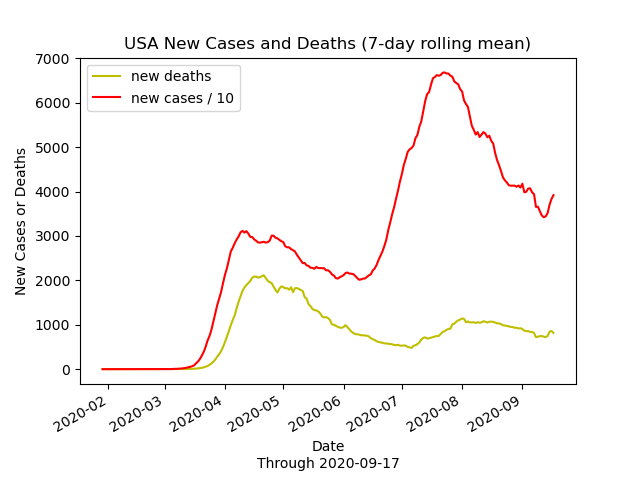 USA New Cases and Deaths (7-day rolling mean)
new deaths
new cases / 10
7000
6000
5000
4000
3000
2000
1000
0
New Cases or Deaths
2020-02
2020-03
2020-04
2020-05
2020-06
2020-07
2020-08
2020-09
Date
Through 2020-09-17